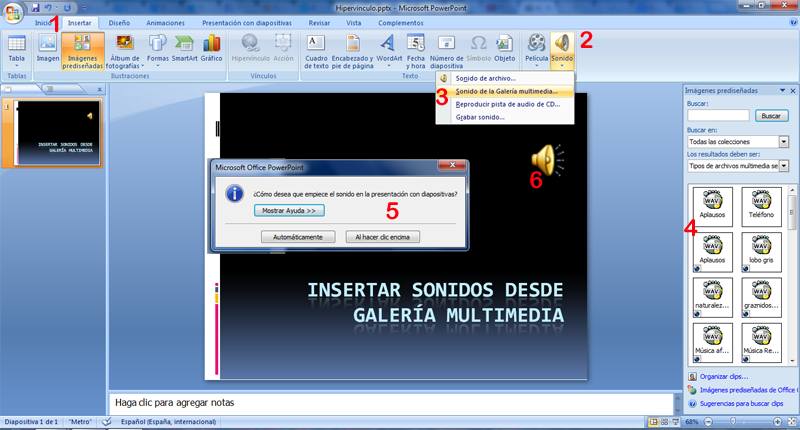 Hipervinculo.pptx - Microsoft PowerPoint
1
Inicio Insertar Diseño Animaciones Presentación con diapositivas Revisar Vista Complementos
2
Tabla
Imagen
Imágenes prediseñadas
Álbum de fotografías
Formas
SmartArt
Gráfico
Hipervínculo
Acción
Cuadro de texto
Encabezado y pie de página
WordArt
Fecha y hora
Número de diapositiva
Símbolo
Objeto
Película
Sonido
Tablas Ilustraciones Vínculos Texto
Sonido de archivo...
3
Sonido de la Galería multimedia...
Reproducir pista de audio de CD...
Grabar sonido...
1
INSERTAR SONIDOS DESDE
GALERÍA MULTIMEDIA
Microsoft Office PowerPoint
¿Cómo desea que empiece el sonido en la presentación con diapositivas?
Mostrar Ayuda >>
5
Automáticamente
Al hacer clic encima
6
INSERTAR SONIDOS DESDE
GALERÍA MULTIMEDIA
Haga clic para agregar notas
Imágenes prediseñadas
Buscar:
Buscar
Buscar en:
Todas las colecciones
Los resultados deben ser:
Tipos de archivos multimedia se
4
WAV WAV
Aplausos Teléfono
WAV WAV
Aplausos lobo gris
WAV WAV
naturalez... graznidos...
WAV WAV
Música af... Música Re...
Organizar clips...
Imágenes prediseñadas de Office O
Sugerencias para buscar clips
Diapositiva 1 de 1 "Metro" Español (España, internacional) 68%